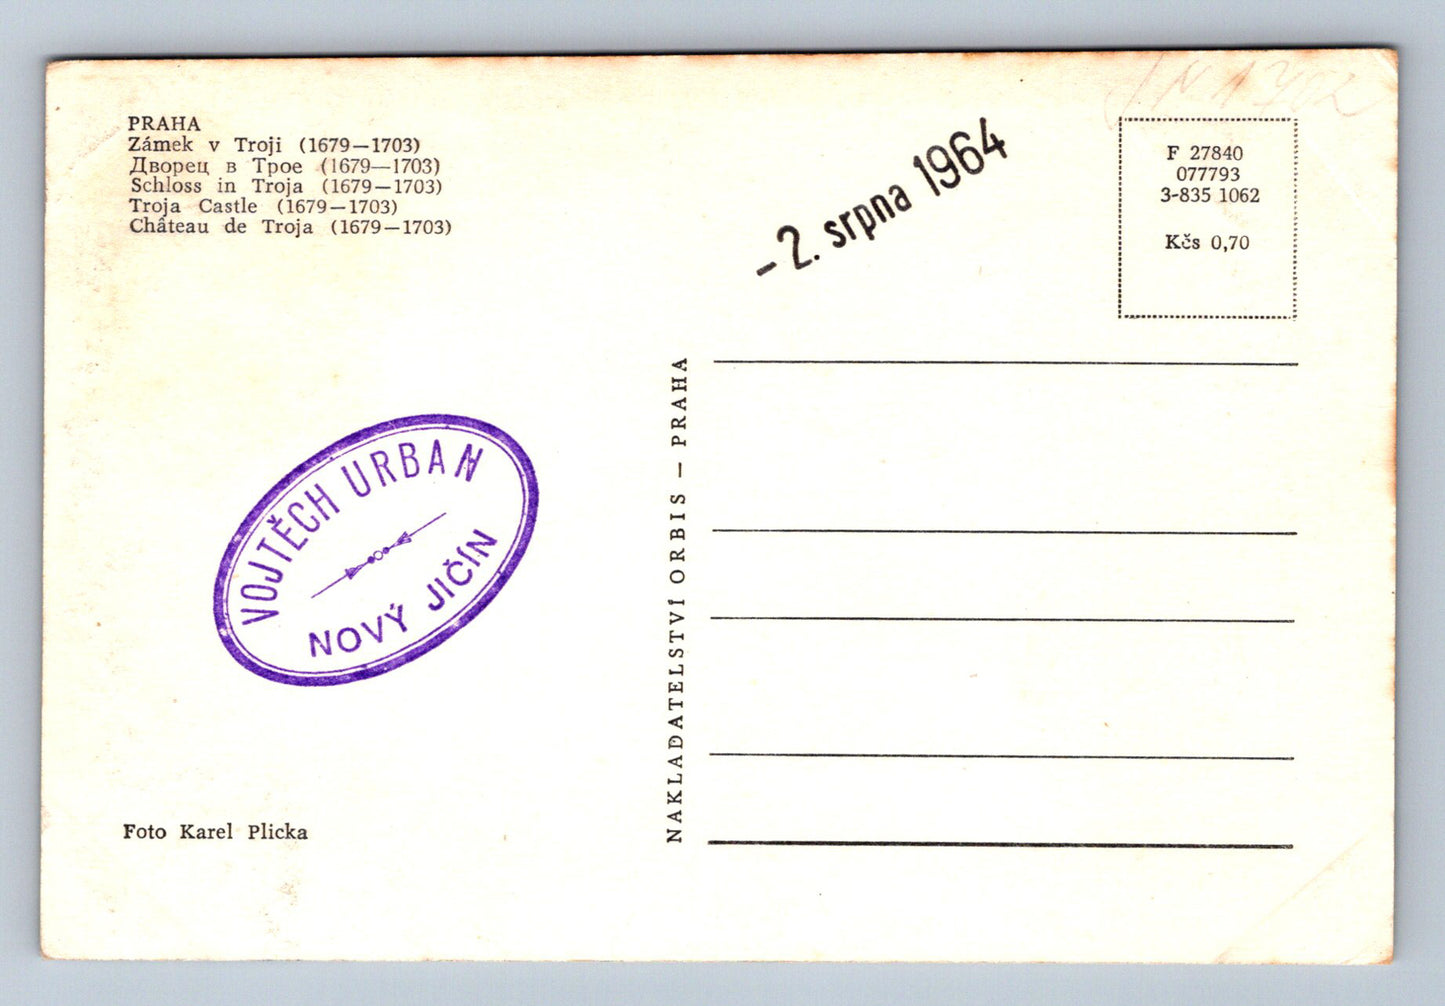 PRAHA
Zámek v Troji (1679—1703)
Дворец в Трое (1679—1703)
Schloss in Troja (1679—1703)
Troja Castle (1679—1703)
Château de Troja (1679—1703)
-2. srpna 1964
F 27840
077793
3-835 1062
Kčs 0,70
VOJTĚCH URBAN
NOVÝ JIČÍN
NAKLADATELSTVÍ ORBIS — PRAHA
Foto Karel Plicka